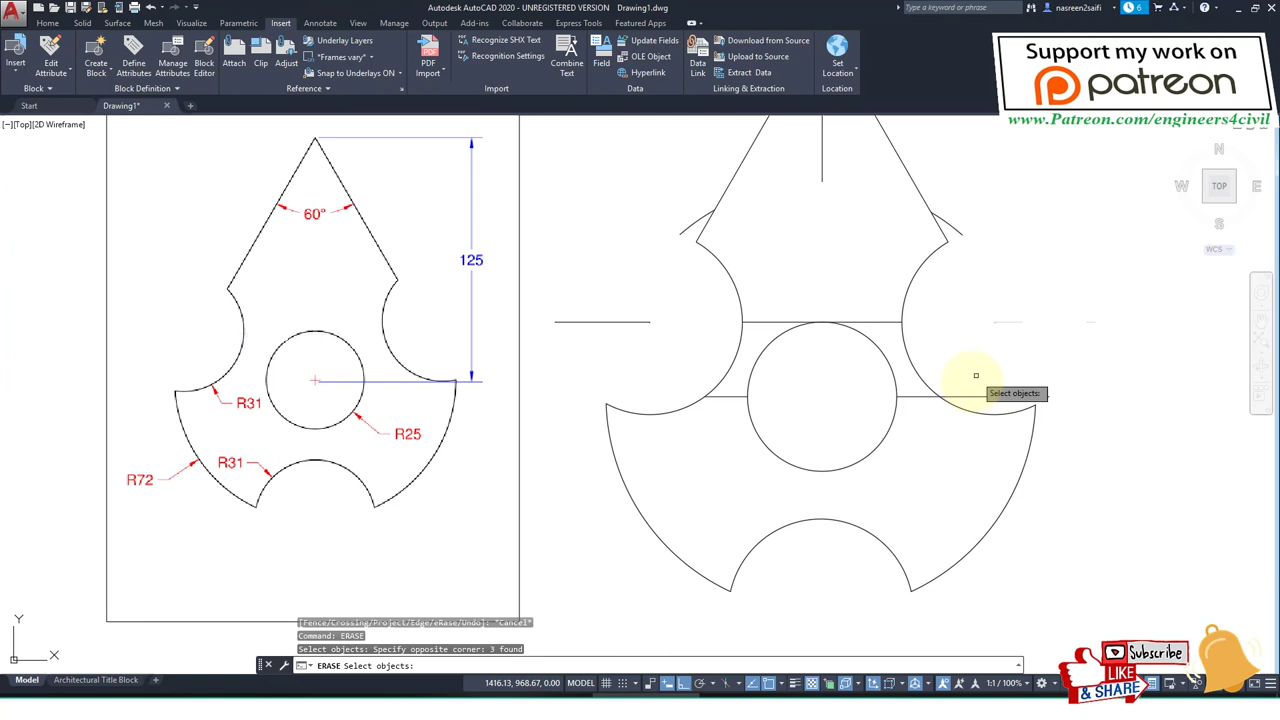 Autodesk AutoCAD 2020 - UNREGISTERED VERSION    Drawing1.dwg
Type a keyword or phrase
nasreen2saifi
6
Home Solid Surface Parametric Insert Annotate View Manage Output Add-ins Collaborate Express Tools Featured Apps
Insert
Edit Attribute
Create Block
Define Attributes
Manage Attributes
Block Editor
Block
Block Definition
Attach
Clip
Adjust
Underlay Layers
"Frames vary"
Snap to Underlays ON
Reference
PDF Import
Recognize SHX Text
Recognition Settings
Combine Text
Import
Field
Update Fields
OLE Object
Hyperlink
Data
Data Link
Download from Source
Upload to Source
Extract Data
Linking & Extraction
Set Location
Location
Support my work on
patreon
www.Patreon.com/engineers4civil
Start
Drawing1*
[-][Top][2D Wireframe]
N
W
TOP
E
S
WCS
60°
125
R31
R25
R31
R72
Select objects:
Y
X
[Fence/Crossing/Project/Edge/eRase/Undo]: *Cancel*
Command: ERASE
Select objects: Specify opposite corner: 3 found
ERASE Select objects:
Subscribe
LIKE
& SHARE
Model
Architectural Title Block
1416.13, 968.67, 0.00
MODEL
1:1 / 100%